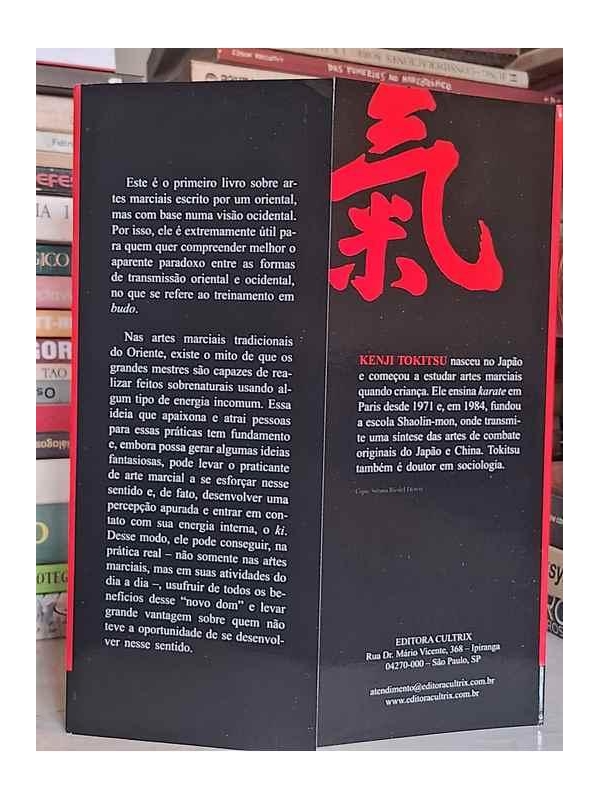 Este é o primeiro livro sobre ar-
tes marciais escrito por um oriental,
mas com base numa visão ocidental.
Por isso, ele é extremamente útil pa-
ra quem quer compreender melhor o
aparente paradoxo entre as formas
de transmissão oriental e ocidental,
no que se refere ao treinamento em
budo.
Nas artes marciais tradicionais
do Oriente, existe o mito de que os
grandes mestres são capazes de rea-
lizar feitos sobrenaturais usando al-
gum tipo de energia incomum. Essa
ideia que apaixona e atrai pessoas
para essas práticas tem fundamento
e, embora possa gerar algumas ideias
fantasiosas, pode levar o praticante
de arte marcial a se esforçar nesse
sentido e, de fato, desenvolver uma
percepção apurada e entrar em con-
tato com sua energia interna, o ki.
Desse modo, ele pode conseguir, na
prática real – não somente nas artes
marciais, mas em suas atividades do
dia a dia –, usufruir de todos os be-
nefícios desse “novo dom” e levar
grande vantagem sobre quem não
teve a oportunidade de se desenvol-
ver nesse sentido.
氣
KENJI TOKITSU nasceu no Japão
e começou a estudar artes marciais
quando criança. Ele ensina karate em
Paris desde 1971 e, em 1984, fundou
a escola Shaolin-mon, onde transmi-
te uma síntese das artes de combate
originais do Japão e China. Tokitsu
também é doutor em sociologia.
EDITORA CULTRIX
Rua Dr. Mário Vicente, 368 – Ipiranga
04270-000 – São Paulo, SP
atendimento@editoracultrix.com.br
www.editoracultrix.com.br
GICO
TAO